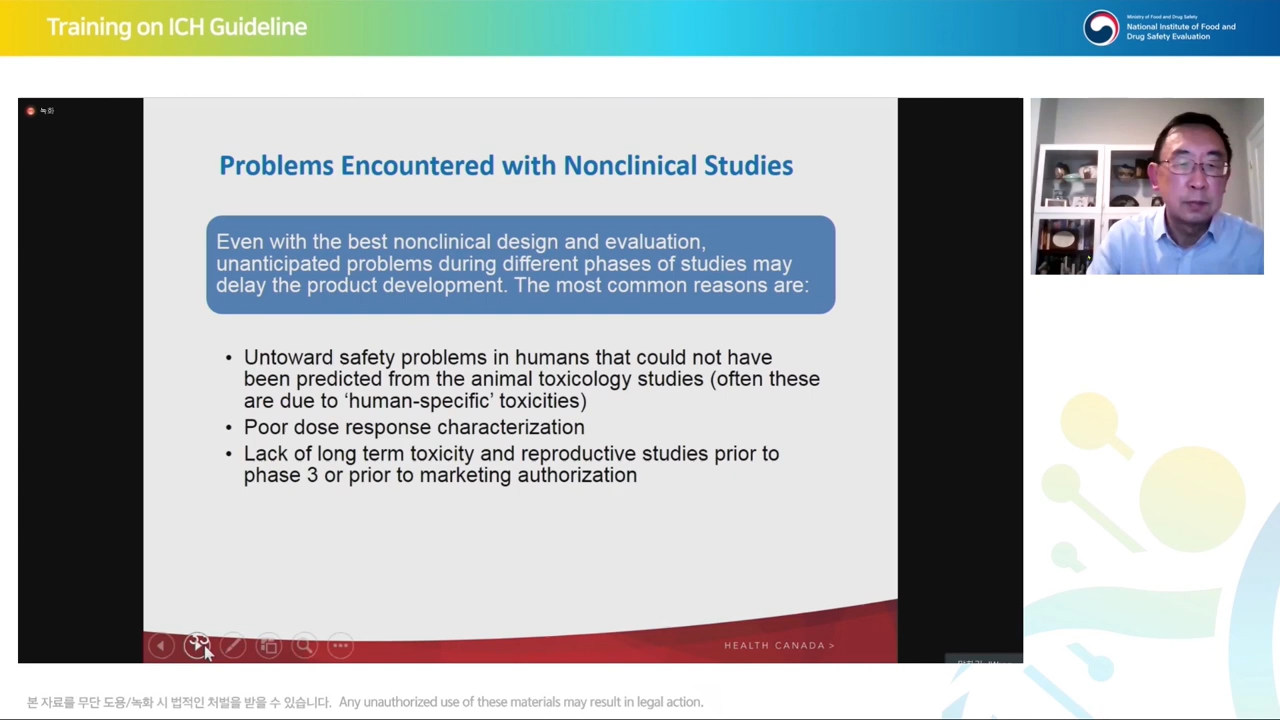 Training on ICH Guideline
Ministry of Food and Drug Safety
National Institute of Food and
Drug Safety Evaluation
녹화
Problems Encountered with Nonclinical Studies
Even with the best nonclinical design and evaluation,
unanticipated problems during different phases of studies may
delay the product development. The most common reasons are:
• Untoward safety problems in humans that could not have
been predicted from the animal toxicology studies (often these
are due to ‘human-specific’ toxicities)
• Poor dose response characterization
• Lack of long term toxicity and reproductive studies prior to
phase 3 or prior to marketing authorization
HEALTH CANADA >
본 자료를 무단 도용/녹화 시 법적인 처벌을 받을 수 있습니다. Any unauthorized use of these materials may result in legal action.